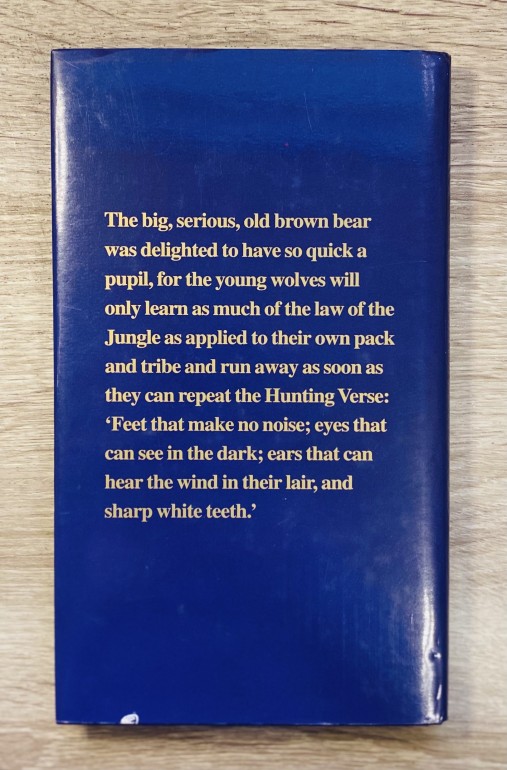 The big, serious, old brown bear
was delighted to have so quick a
pupil, for the young wolves will
only learn as much of the law of the
Jungle as applied to their own pack
and tribe and run away as soon as
they can repeat the Hunting Verse:
‘Feet that make no noise; eyes that
can see in the dark; ears that can
hear the wind in their lair, and
sharp white teeth.’